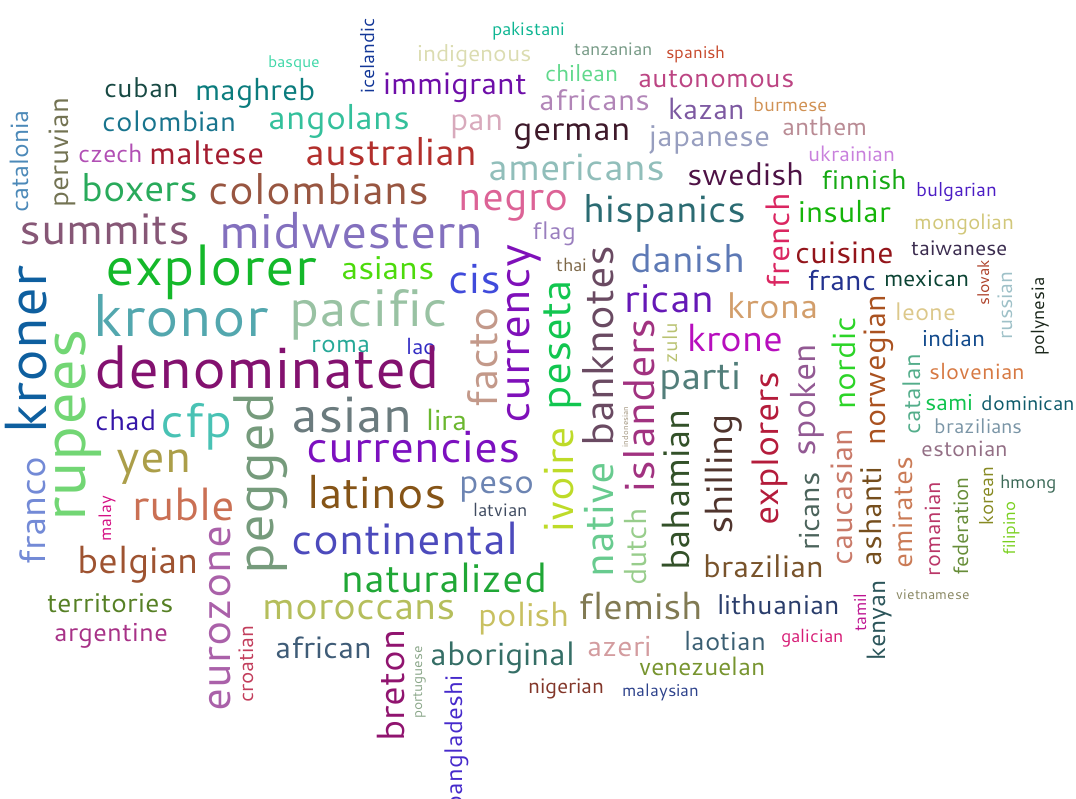 pakistani
icelandic
indigenous
tanzanian
spanish
basque
chilean
autonomous
cuban
maghreb
immigrant
africans
kazan
burmese
catalonia
peruvian
colombian
angolans
pan
german
japanese
anthem
czech
maltese
australian
americans
swedish
ukrainian
finnish
bulgarian
boxers
colombians
negro
hispanics
french
insular
mongolian
summits
midwestern
flag
cuisine
taiwanese
explorer
asians
cis
currency
thai
banknotes
danish
franc
mexican
slovak
russian
polynesia
kroner
kronor
pacific
facto
peseta
rican
krona
norwegian
leone
roma
lao
islanders
zulu
krone
nordic
indian
rupees
denominated
parti
explorers
spoken
catalan
slovenian
sami
dominican
chad
cfp
pegged
asian
lira
indonesian
bahamian
shilling
brazilians
yen
currencies
ivoire
native
caucasian
estonian
franco
malay
ruble
latinos
peso
latvian
dutch
ricans
ashanti
emirates
romanian
federation
korean
hmong
filipino
belgian
eurozone
continental
brazilian
naturalized
territories
moroccans
polish
flemish
lithuanian
tamil
kenyan
vietnamese
argentine
croatian
african
breton
portuguese
aboriginal
azeri
laotian
galician
venezuelan
bangladeshi
nigerian
malaysian